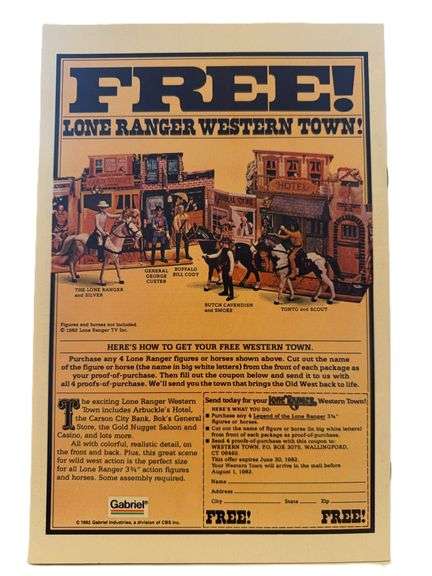 FREE!
LONE RANGER WESTERN TOWN!
HOTEL
THE LONE RANGER
and SILVER
GENERAL
GEORGE
CUSTER
BUFFALO
BILL CODY
BUTCH CAVENDISH
and SMOKE
TONTO and SCOUT
Figures and horses not included.
© 1982 Lone Ranger TV Inc.
HERE'S HOW TO GET YOUR FREE WESTERN TOWN.
Purchase any 4 Lone Ranger figures or horses shown above. Cut out the name
of the figure or horse (the name in big white letters) from the front of each package as
your proof-of-purchase. Then fill out the coupon below and send it to us with
all 4 proofs-of-purchase. We'll send you the town that brings the Old West back to life.
The exciting Lone Ranger Western
Town includes Arbuckle's Hotel,
the Carson City Bank, Bok's General
Store, the Gold Nugget Saloon and
Casino, and lots more.
All with colorful, realistic detail, on
the front and back. Plus, this great scene
for wild west action is the perfect size
for all Lone Ranger 3¾" action figures
and horses. Some assembly required.
Gabriel®
© 1982 Gabriel Industries, a division of CBS Inc.
Send today for your LONE RANGER Western Town!
HERE'S WHAT YOU DO:
■ Purchase any 4 Legend of the Lone Ranger 3¾"
figures or horses.
■ Cut out the name of figure or horse (in big white letters)
from front of each package as proof-of-purchase.
■ Send 4 proofs-of-purchase with this coupon to:
WESTERN TOWN, P.O. BOX 3075, WALLINGFORD,
CT 06492
This offer expires June 30, 1982.
Your Western Town will arrive in the mail before
August 1, 1982.
Name
Address
City State Zip
FREE! FREE!